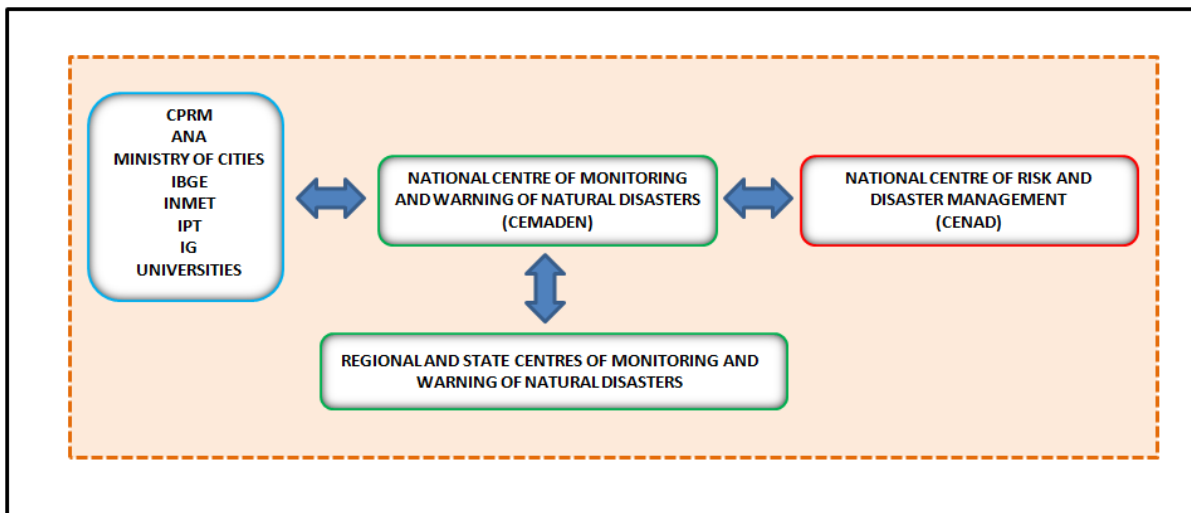 CPRM
ANA
MINISTRY OF CITIES
IBGE
INMET
IPT
IG
UNIVERSITIES
NATIONAL CENTRE OF MONITORING
AND WARNING OF NATURAL DISASTERS
(CEMADEN)
NATIONAL CENTRE OF RISK AND
DISASTER MANAGEMENT
(CENAD)
REGIONAL AND STATE CENTRES OF MONITORING AND
WARNING OF NATURAL DISASTERS